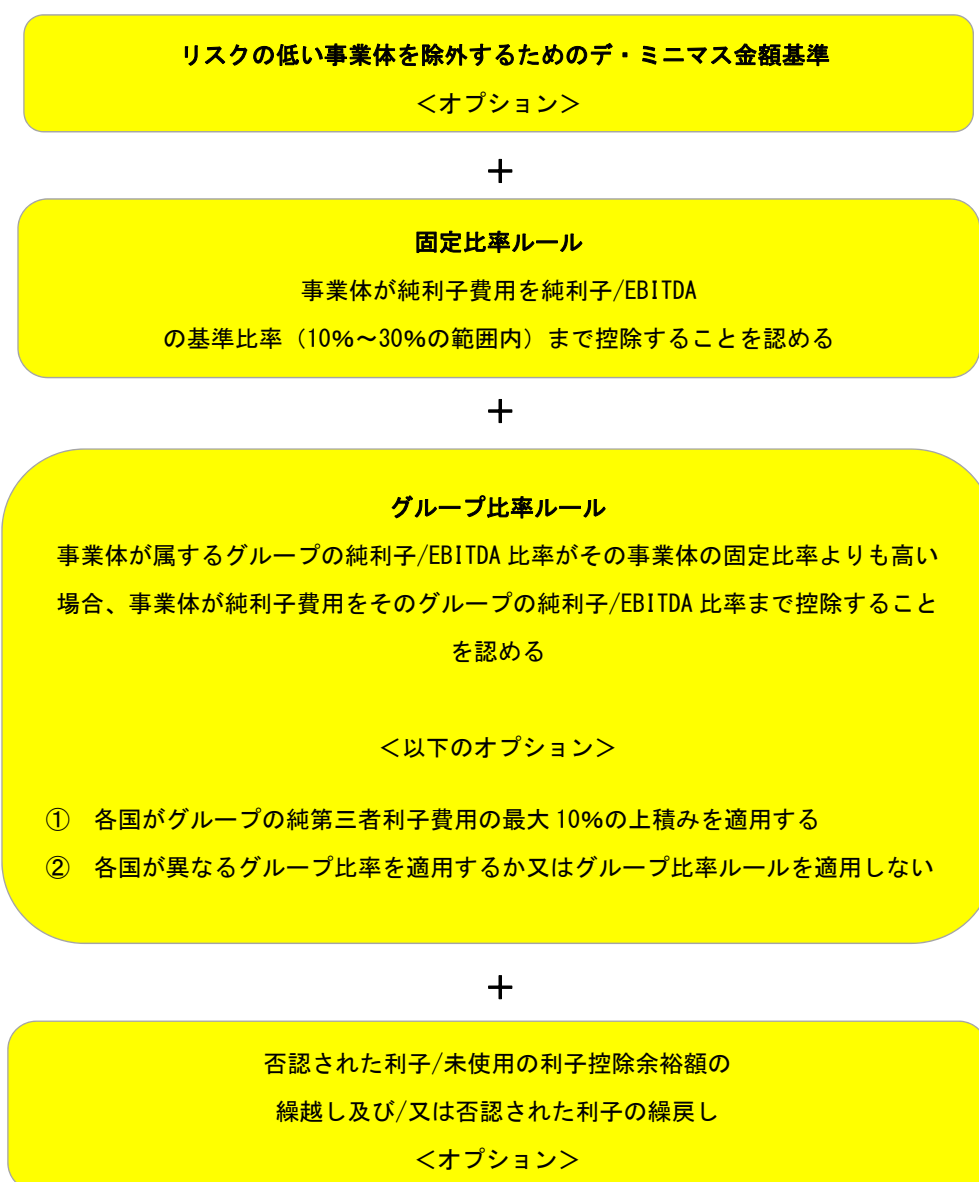 リスクの低い事業体を除外するためのデ・ミニマス金額基準
＜オプション＞
＋
固定比率ルール
事業体が純利子費用を純利子/EBITDA
の基準比率（10%～30%の範囲内）まで控除することを認める
＋
グループ比率ルール
事業体が属するグループの純利子/EBITDA 比率がその事業体の固定比率よりも高い
場合、事業体が純利子費用をそのグループの純利子/EBITDA 比率まで控除すること
を認める
＜以下のオプション＞
① 各国がグループの純第三者利子費用の最大 10%の上積みを適用する
② 各国が異なるグループ比率を適用するか又はグループ比率ルールを適用しない
＋
否認された利子/未使用の利子控除余裕額の
繰越し及び/又は否認された利子の繰戻し
＜オプション＞